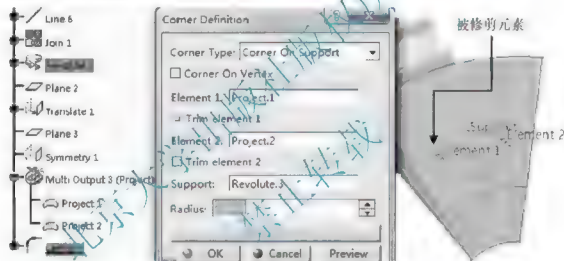 Line 6
Join 1
Plane 2
Translate 1
Plane 3
Symmetry 1
Multi Output 3 (Project)
Project 1
Project 2
Corner Definition
Corner Type: Corner On Support
Corner On Vertex
Element 1: Project.1
Trim element 1
Element 2: Project.2
Trim element 2
Support: Revolute.
Radius:
OK
Cancel
Preview
被修的元素
Element 2
ement 1